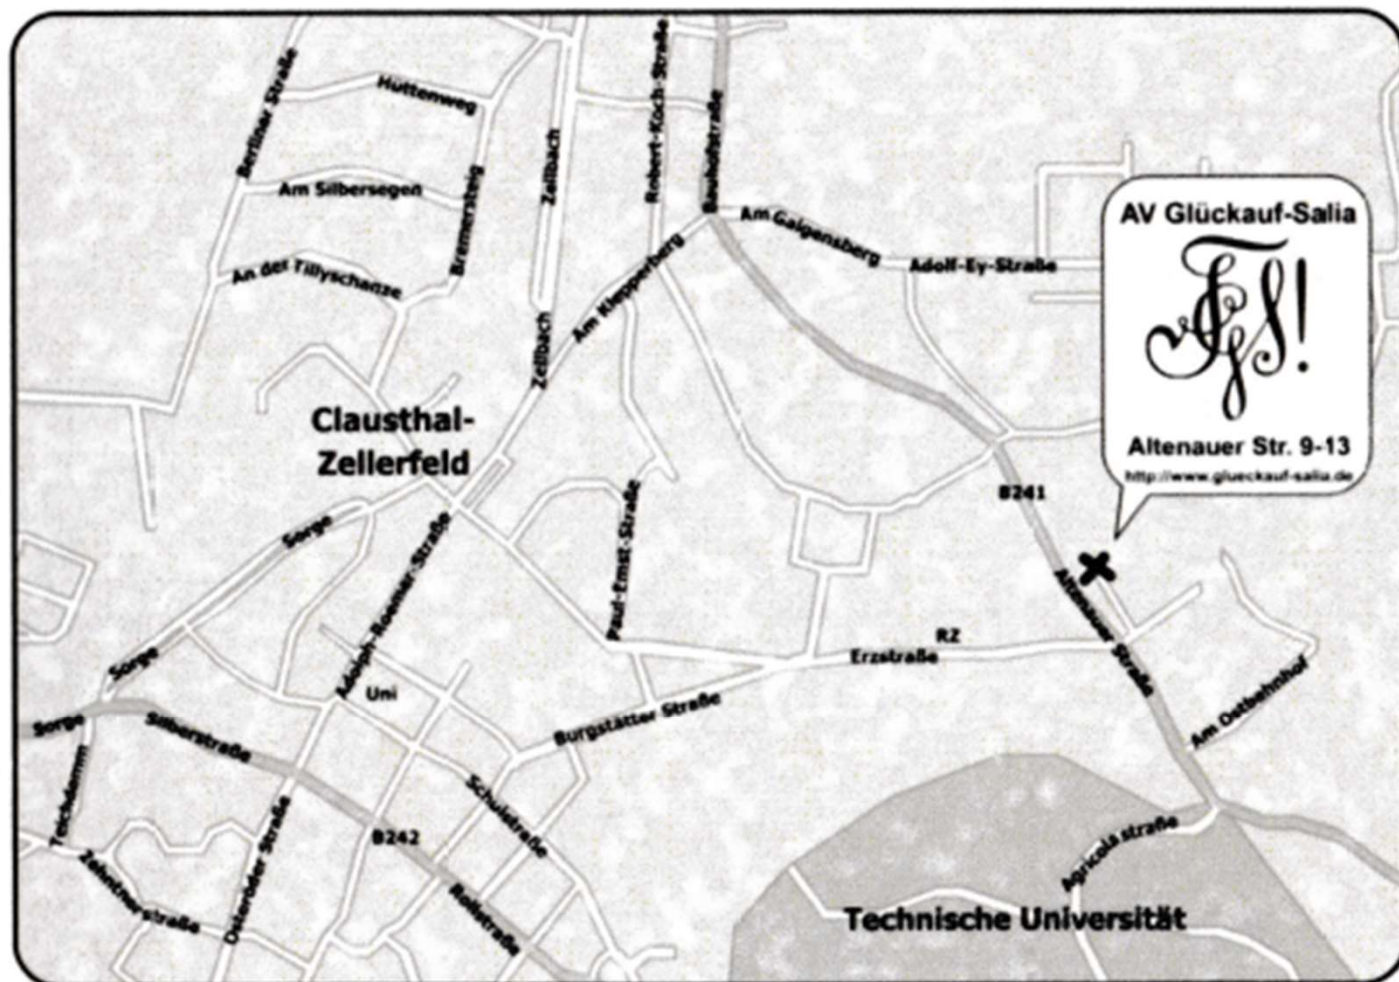 Berliner Straße
Hüttenweg
Zellbach
Robert-Koch-Straße
Bauhofstraße
Am Silbersegen
Bremersteig
An der Tillyschanze
Am Klepperberg
Am Galgensberg
Adolf-Ey-Straße
AV Glückauf-Salia
Altenauer Str. 9-13
http://www.glueckauf-salia.de
Zellbach
Clausthal-
Zellerfeld
B241
Sorge
Adolph-Roemer-Straße
Paul-Ernst-Straße
Altenauer Straße
RZ
Erzstraße
Sorge
Uni
Burgstätter Straße
Am Ostbahnhof
Sorge
Silberstraße
Teichdamm
Schulstraße
B242
Zehntnerstraße
Osteröder Straße
Rollstraße
Agricolastraße
Technische Universität